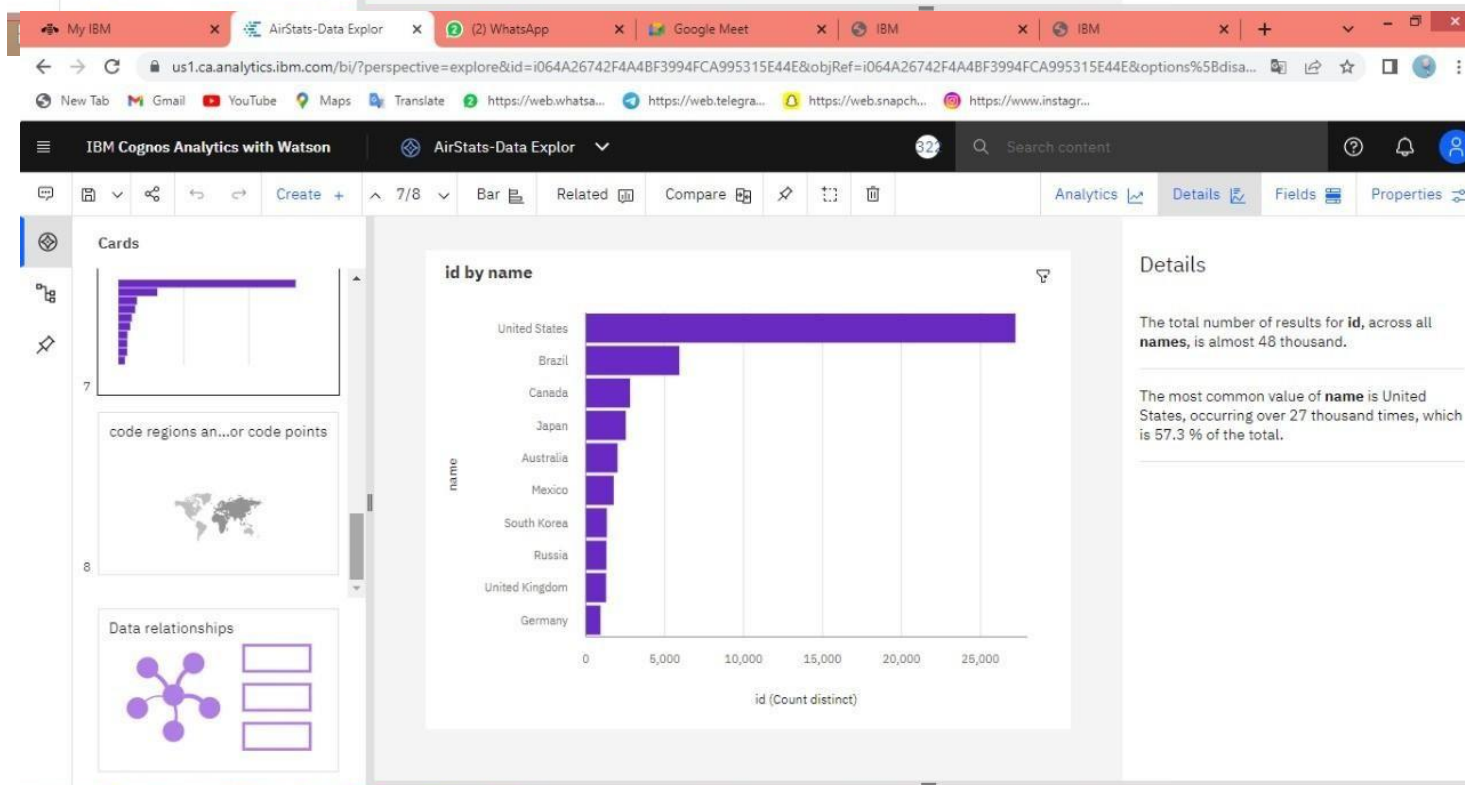 My IBM
AirStats-Data Explor
(2) WhatsApp
Google Meet
IBM
IBM
us1.ca.analytics.ibm.com/bi/?perspective=explore&id=i064A26742F4A4BF3994FCA995315E44E&objRef=i064A26742F4A4BF3994FCA995315E44E&options%5Bdisa...
New Tab
Gmail
YouTube
Maps
Translate
https://web.whatsa...
https://web.telegra...
https://web.snapch...
https://www.instagr...
IBM Cognos Analytics with Watson
AirStats-Data Explor
Search content
Create +
7/8
Bar
Related
Compare
Analytics
Details
Fields
Properties
Cards
7
code regions an...or code points
8
Data relationships
id by name
United States
Brazil
Canada
Japan
Australia
Mexico
South Korea
Russia
United Kingdom
Germany
name
0 5,000 10,000 15,000 20,000 25,000
id (Count distinct)
Details
The total number of results for id, across all
names, is almost 48 thousand.
The most common value of name is United
States, occurring over 27 thousand times, which
is 57.3 % of the total.